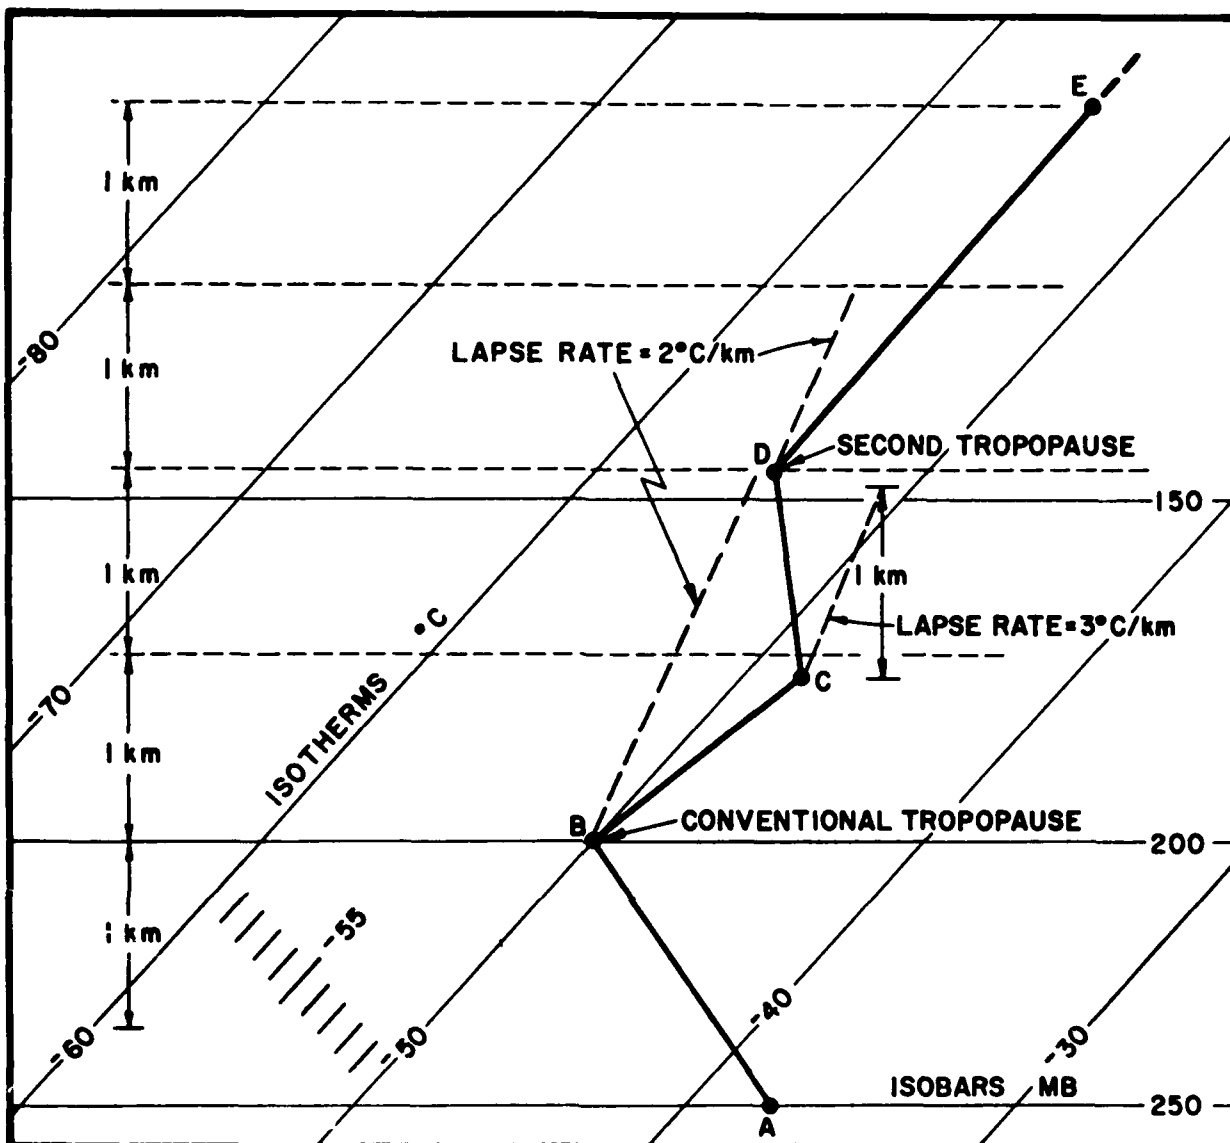 E
1 km
-80
1 km
LAPSE RATE = 2°C/km
D
SECOND TROPOPAUSE
150
1 km
1 km
°C
LAPSE RATE = 3°C/km
C
-70
ISOTHERMS
1 km
B
CONVENTIONAL TROPOPAUSE
200
1 km
-55
-60
-50
-40
-30
ISOBARS MB
250
A